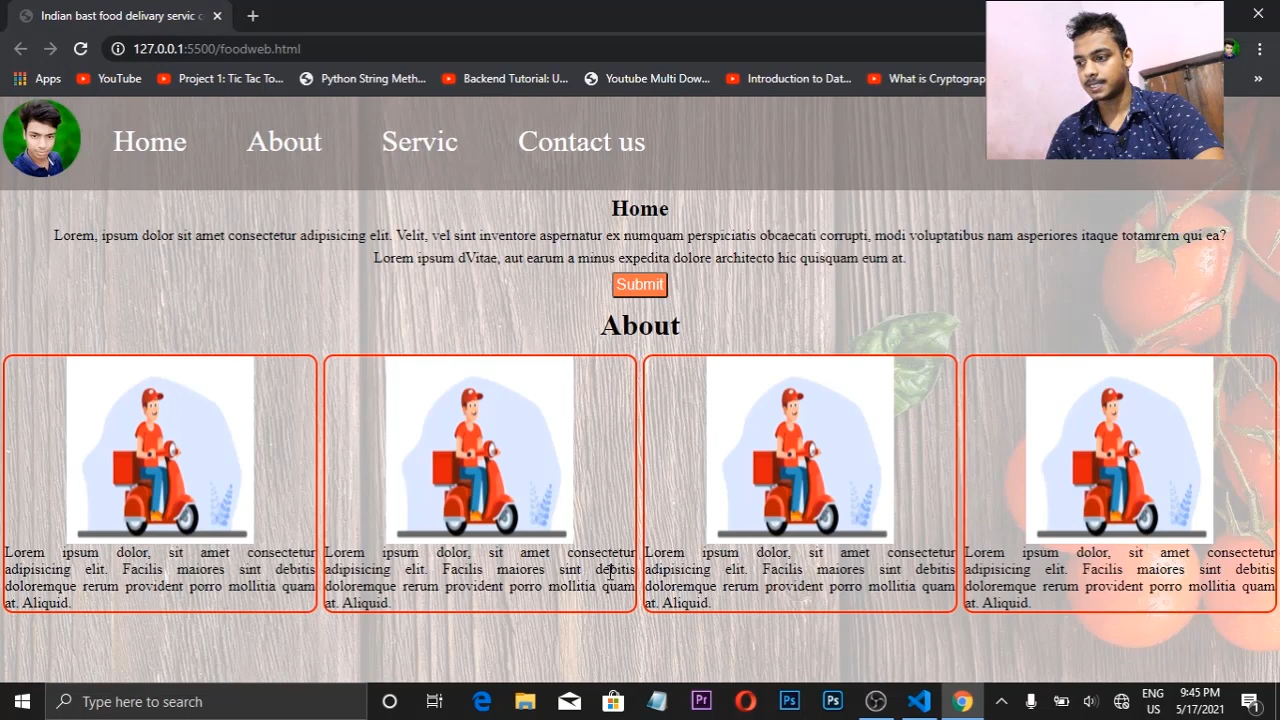 Indian bast food delivary servic c
127.0.0.1:5500/foodweb.html
Apps
YouTube
Project 1: Tic Tac To...
Python String Meth...
Backend Tutorial: U...
Youtube Multi Dow...
Introduction to Dat...
What is Cryptograp
Home
About
Servic
Contact us
Home
Lorem, ipsum dolor sit amet consectetur adipisicing elit. Velit, vel sint inventore aspernatur ex numquam perspiciatis obcaecati corrupti, modi voluptatibus nam asperiores itaque totamrem qui ea?
Lorem ipsum dVitae, aut earum a minus expedita dolore architecto hic quisquam eum at.
Submit
About
Lorem ipsum dolor, sit amet consectetur
adipisicing elit. Facilis maiores sint debitis
doloremque rerum provident porro mollitia quam
at. Aliquid.
Lorem ipsum dolor, sit amet consectetur
adipisicing elit. Facilis maiores sint debitis
doloremque rerum provident porro mollitia quam
at. Aliquid.
Lorem ipsum dolor, sit amet consectetur
adipisicing elit. Facilis maiores sint debitis
doloremque rerum provident porro mollitia quam
at. Aliquid.
Lorem ipsum dolor, sit amet consectetur
adipisicing elit. Facilis maiores sint debitis
doloremque rerum provident porro mollitia quam
at. Aliquid.
Type here to search
Pr
Ps
Ps
ENG
US
9:45 PM
5/17/2021
1